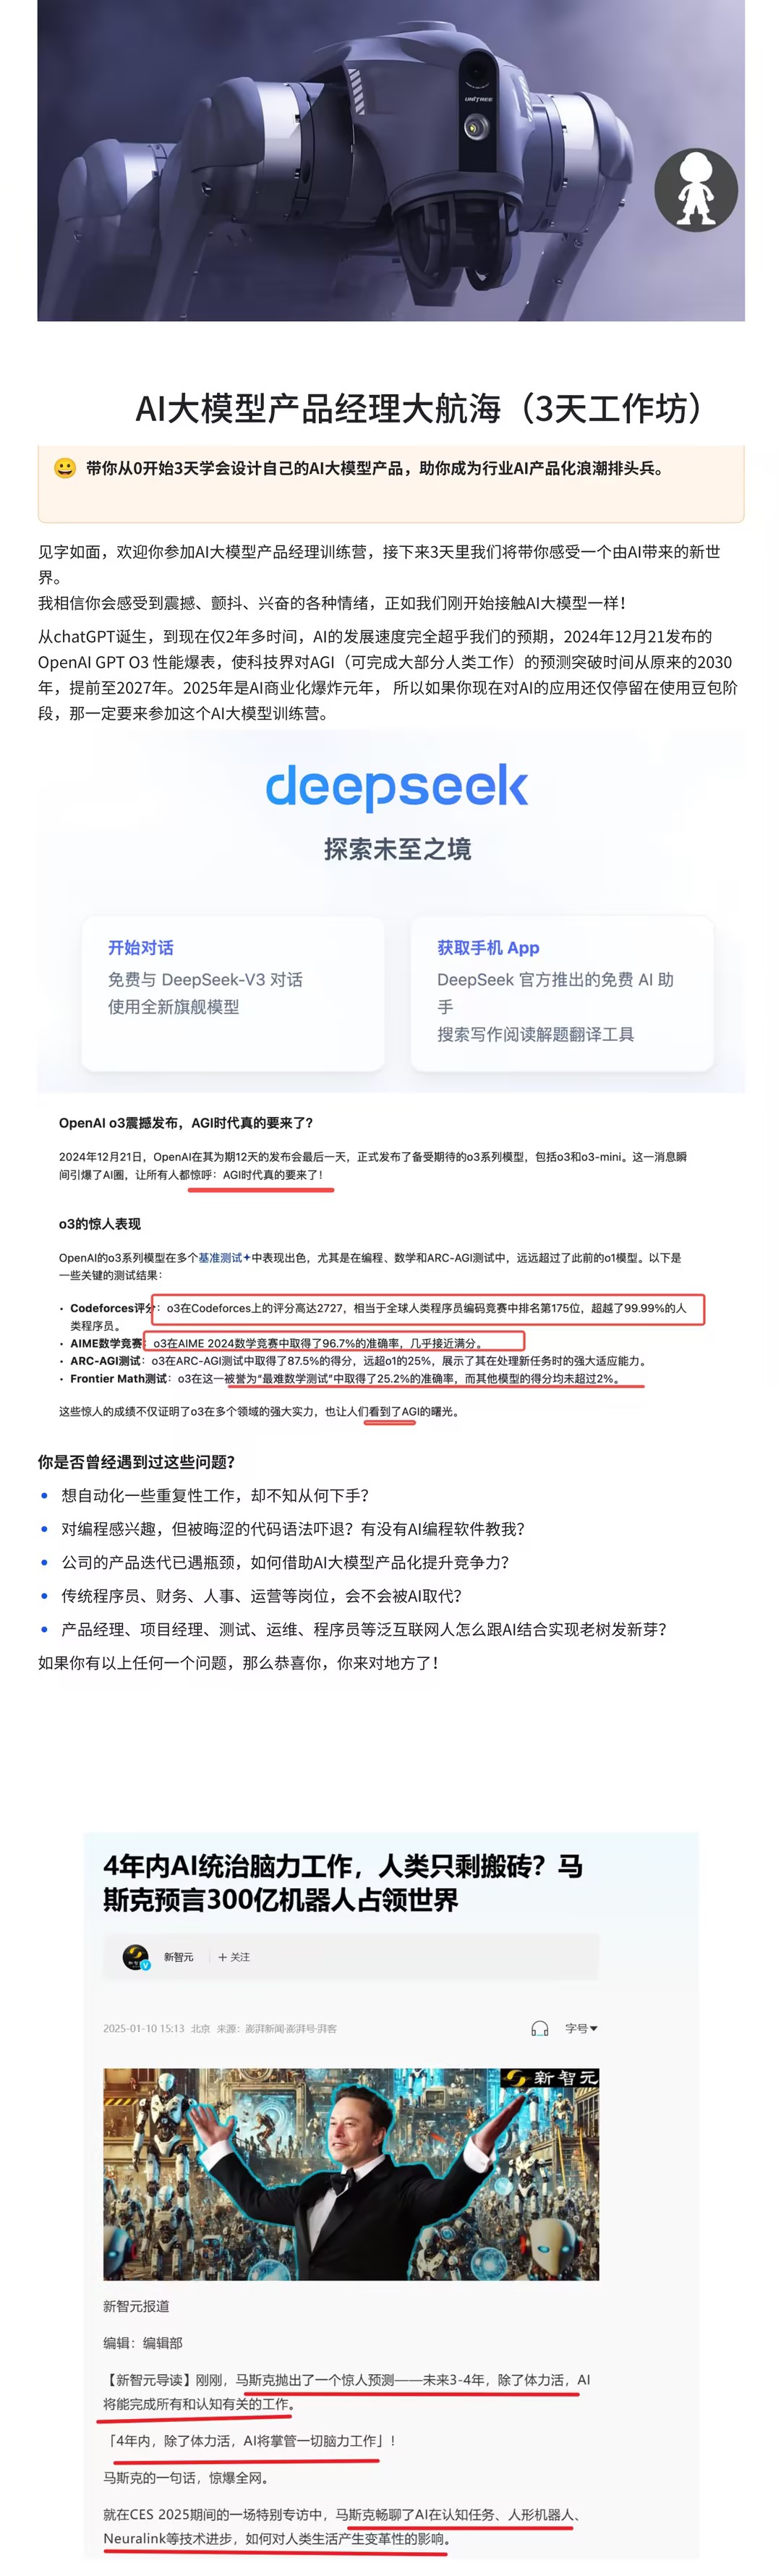 Unitree
AI大模型产品经理大航海（3天工作坊）
😀 带你从0开始3天学会设计自己的AI大模型产品，助你成为行业AI产品化浪潮排头兵。
见字如面，欢迎你参加AI大模型产品经理训练营，接下来3天里我们将带你感受一个由AI带来的新世
界。
我相信你会感受到震撼、颤抖、兴奋的各种情绪，正如我们刚开始接触AI大模型一样！
从chatGPT诞生，到现在仅2年多时间，AI的发展速度完全超乎我们的预期，2024年12月21发布的
OpenAI GPT O3 性能爆表，使科技界对AGI（可完成大部分人类工作）的预测突破时间从原来的2030
年，提前至2027年。2025年是AI商业化爆炸元年， 所以如果你现在对AI的应用还仅停留在使用豆包阶
段，那一定要来参加这个AI大模型训练营。
deepseek
探索未至之境
开始对话
免费与 DeepSeek-V3 对话
使用全新旗舰模型
获取手机 App
DeepSeek 官方推出的免费 AI 助
手
搜索写作阅读解题翻译工具
OpenAI o3震撼发布，AGI时代真的要来了？
2024年12月21日，OpenAI在其为期12天的发布会最后一天，正式发布了备受期待的o3系列模型，包括o3和o3-mini。这一消息瞬
间引爆了AI圈，让所有人都惊呼：AGI时代真的要来了！
o3的惊人表现
OpenAI的o3系列模型在多个基准测试✦中表现出色，尤其是在编程、数学和ARC-AGI测试中，远远超过了此前的o1模型。以下是
一些关键的测试结果：
• Codeforces评分：o3在Codeforces上的评分高达2727，相当于全球人类程序员编码竞赛中排名第175位，超越了99.99%的人
类程序员。
• AIME数学竞赛：o3在AIME 2024数学竞赛中取得了96.7%的准确率，几乎接近满分。
• ARC-AGI测试：o3在ARC-AGI测试中取得了87.5%的得分，远超o1的25%，展示了其在处理新任务时的强大适应能力。
• Frontier Math测试：o3在这一被誉为“最难数学测试”中取得了25.2%的准确率，而其他模型的得分均未超过2%。
这些惊人的成绩不仅证明了o3在多个领域的强大实力，也让人们看到了AGI的曙光。
你是否曾经遇到过这些问题？
• 想自动化一些重复性工作，却不知从何下手？
• 对编程感兴趣，但被晦涩的代码语法吓退？有没有AI编程软件教我？
• 公司的产品迭代已遇瓶颈，如何借助AI大模型产品化提升竞争力？
• 传统程序员、财务、人事、运营等岗位，会不会被AI取代？
• 产品经理、项目经理、测试、运维、程序员等泛互联网人怎么跟AI结合实现老树发新芽？
如果你有以上任何一个问题，那么恭喜你，你来对地方了！
4年内AI统治脑力工作，人类只剩搬砖？马
斯克预言300亿机器人占领世界
新智元 ＋关注
2025-01-10 15:13 北京 来源：澎湃新闻·澎湃号·湃客
字号▾
新智元
新智元报道
编辑：编辑部
【新智元导读】刚刚，马斯克抛出了一个惊人预测——未来3-4年，除了体力活，AI
将能完成所有和认知有关的工作。
「4年内，除了体力活，AI将掌管一切脑力工作」！
马斯克的一句话，惊爆全网。
就在CES 2025期间的一场特别专访中，马斯克畅聊了AI在认知任务、人形机器人、
Neuralink等技术进步，如何对人类生活产生变革性的影响。